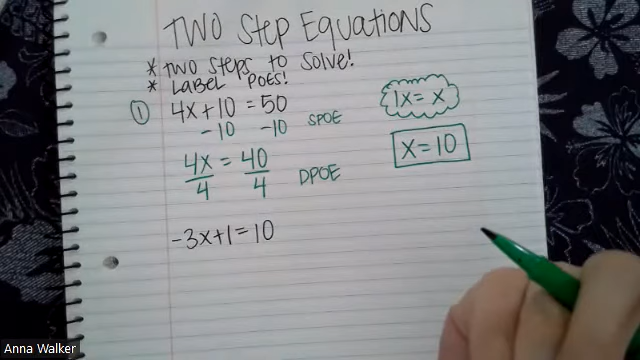 TWO STEP EQUATIONS
* TWO STEPS TO SOLVE!
* LABEL POES!
① 4x+10 = 50
-10 -10 SPOE
4x = 40 DPOE
4 4
1x = x
x = 10
-3x+1 = 10
Anna Walker